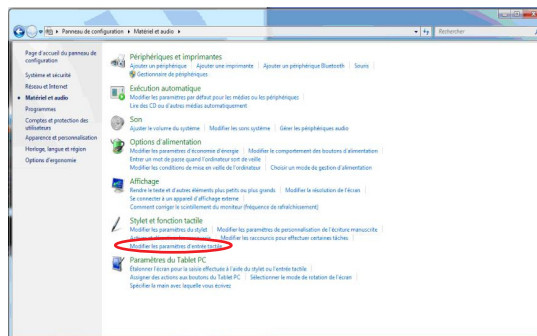 Panneau de configuration ▸ Matériel et audio ▸
Rechercher
Page d'accueil du panneau de configuration
Système et sécurité
Réseau et Internet
Matériel et audio
Programmes
Comptes et protection des utilisateurs
Apparence et personnalisation
Horloge, langue et région
Options d'ergonomie
Périphériques et imprimantes
Ajouter un périphérique | Ajouter une imprimante | Ajouter un périphérique Bluetooth | Souris
Gestionnaire de périphériques
Exécution automatique
Modifier les paramètres par défaut pour les médias ou les périphériques
Lire des CD ou d'autres médias automatiquement
Son
Ajuster le volume du système | Modifier les sons système | Gérer les périphériques audio
Options d'alimentation
Modifier les paramètres d'économie d'énergie | Modifier le comportement des boutons d'alimentation
Entrer un mot de passe quand l'ordinateur sort de veille
Modifier les conditions de mise en veille de l'ordinateur | Choisir un mode de gestion d'alimentation
Affichage
Rendre le texte et d'autres éléments plus petits ou plus grands | Modifier la résolution de l'écran
Se connecter à un appareil d'affichage externe
Comment corriger le scintillement du moniteur (fréquence de rafraîchissement)
Stylet et fonction tactile
Modifier les paramètres du stylet | Modifier les paramètres de personnalisation de l'écriture manuscrite
Modifier les raccourcis pour effectuer certaines tâches
Modifier les paramètres d'entrée tactile
Paramètres du Tablet PC
Étalonner l'écran pour la saisie effectuée à l'aide du stylet ou l'entrée tactile
Assigner des actions aux boutons du Tablet PC | Sélectionner le mode de rotation de l'écran
Spécifier la main avec laquelle vous écrivez